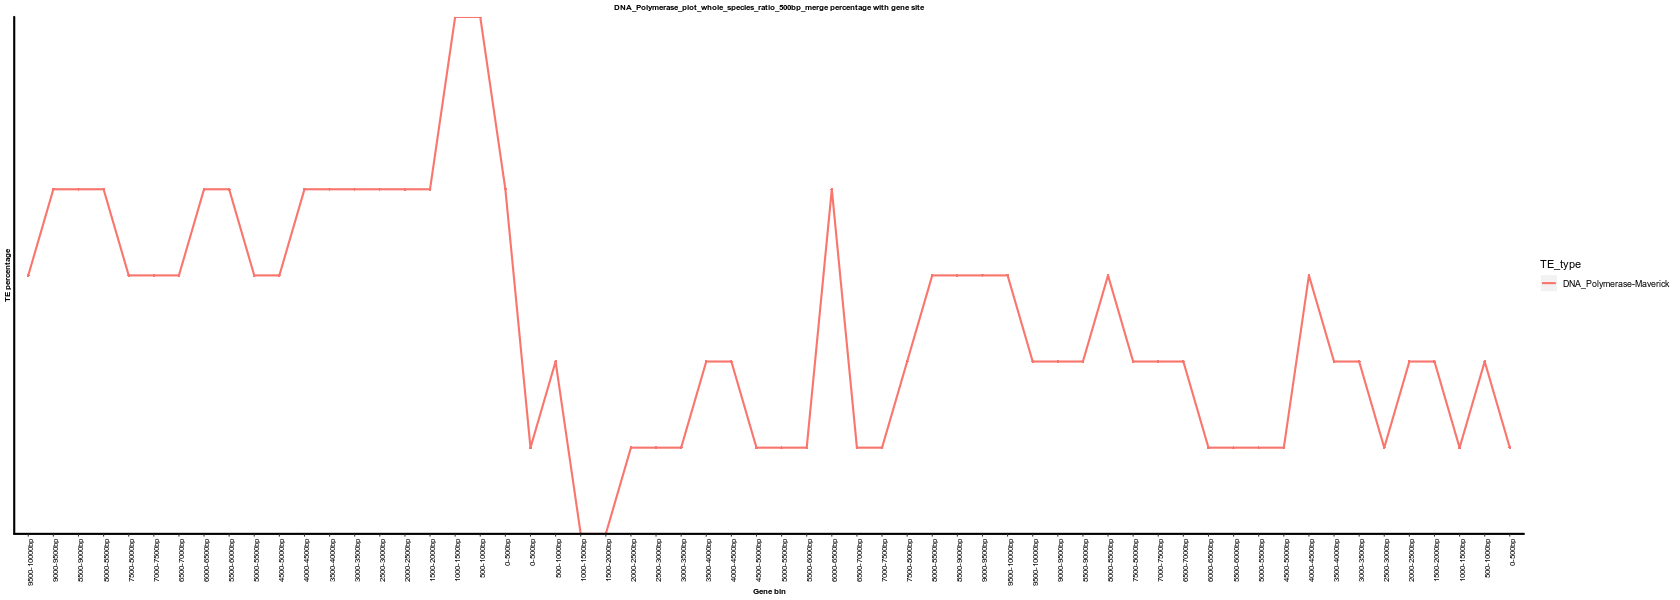 DNA_Polymerase_plot_whole_species_ratio_500bp_merge percentage with gene site
TE percentage
TE_type
DNA_Polymerase-Maverick
9500-10000bp
9000-9500bp
8500-9000bp
8000-8500bp
7500-8000bp
7000-7500bp
6500-7000bp
6000-6500bp
5500-6000bp
5000-5500bp
4500-5000bp
4000-4500bp
3500-4000bp
3000-3500bp
2500-3000bp
2000-2500bp
1500-2000bp
1000-1500bp
500-1000bp
0-500bp
0-500bp
500-1000bp
1000-1500bp
1500-2000bp
2000-2500bp
2500-3000bp
3000-3500bp
3500-4000bp
4000-4500bp
4500-5000bp
5000-5500bp
5500-6000bp
6000-6500bp
6500-7000bp
7000-7500bp
7500-8000bp
8000-8500bp
8500-9000bp
9000-9500bp
9500-10000bp
9500-10000bp
9000-9500bp
8500-9000bp
8000-8500bp
7500-8000bp
7000-7500bp
6500-7000bp
6000-6500bp
5500-6000bp
5000-5500bp
4500-5000bp
4000-4500bp
3500-4000bp
3000-3500bp
2500-3000bp
2000-2500bp
1500-2000bp
1000-1500bp
500-1000bp
0-500bp
Gene bin